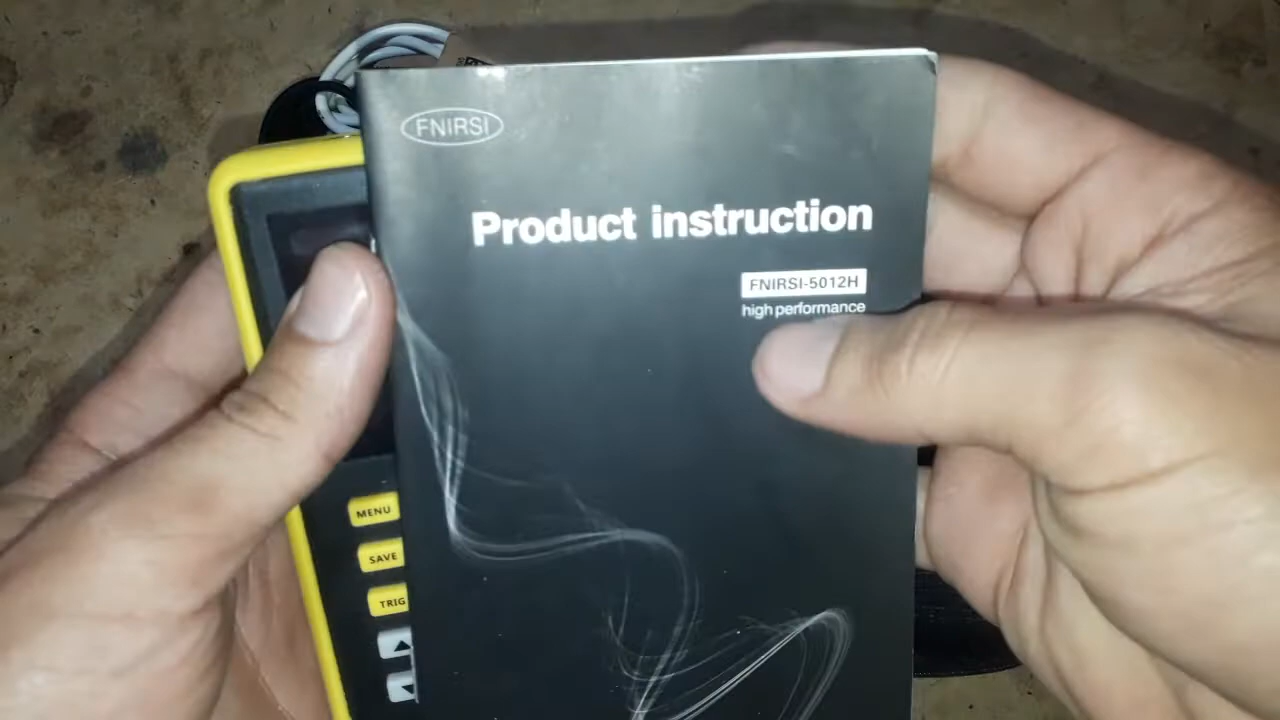 FNIRSI
Product instruction
FNIRSI-5012H
high performance
MENU
SAVE
TRIG